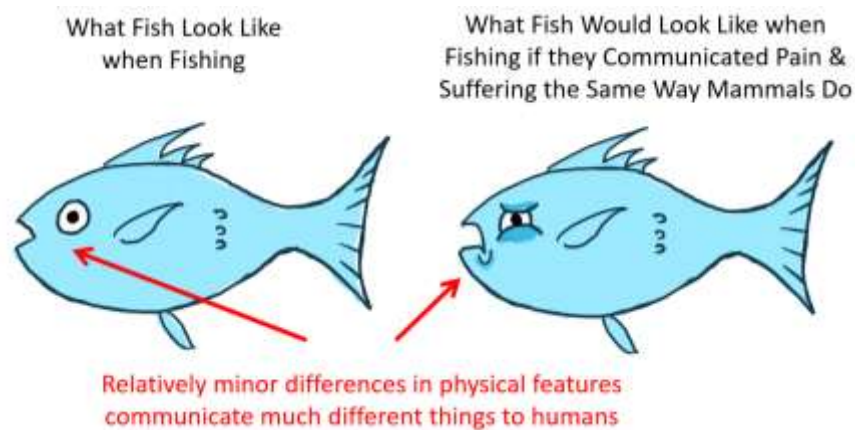 What Fish Look Like
when Fishing
What Fish Would Look Like when
Fishing if they Communicated Pain &
Suffering the Same Way Mammals Do
Relatively minor differences in physical features
communicate much different things to humans